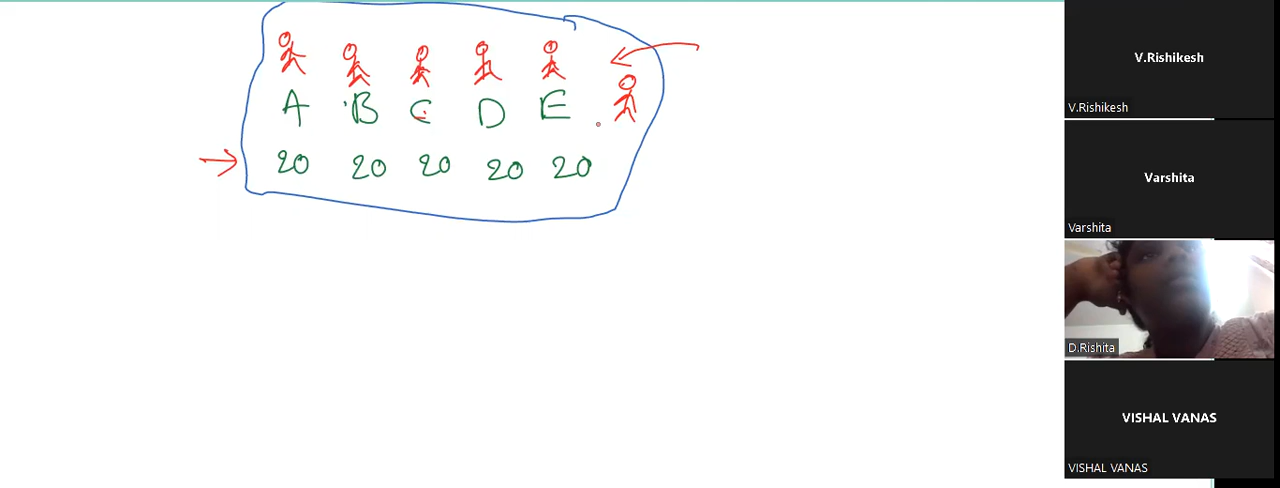 A B C D E
20 20 20 20 20
V.Rishikesh
V.Rishikesh
Varshita
Varshita
D.Rishita
VISHAL VANAS
VISHAL VANAS